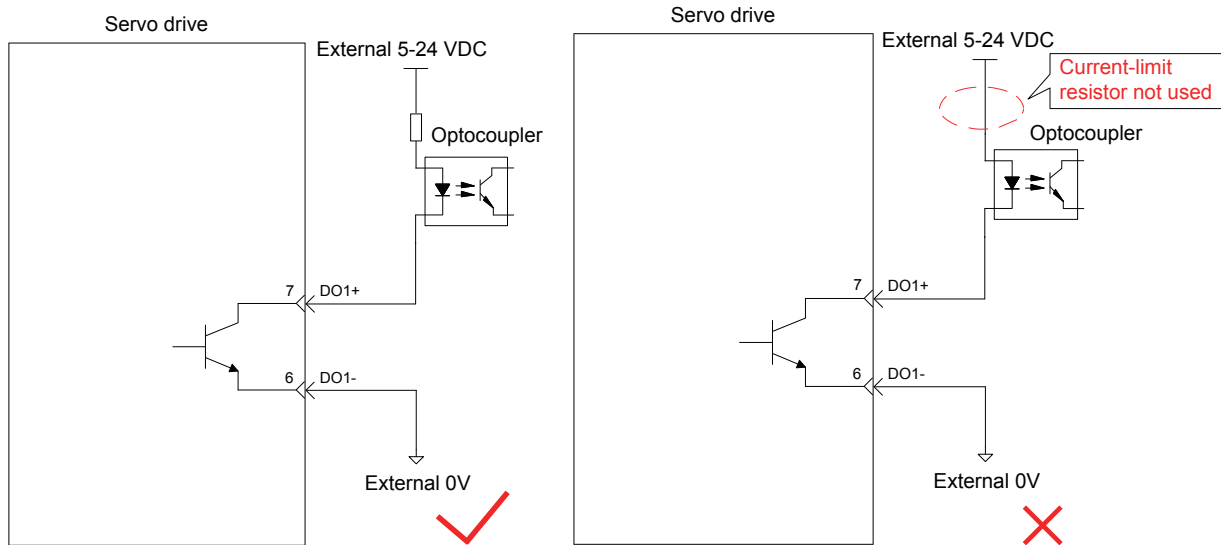 Servo drive
External 5-24 VDC
Optocoupler
7
DO1+
6
DO1-
External 0V
Servo drive
External 5-24 VDC
Current-limit
resistor not used
Optocoupler
7
DO1+
6
DO1-
External 0V